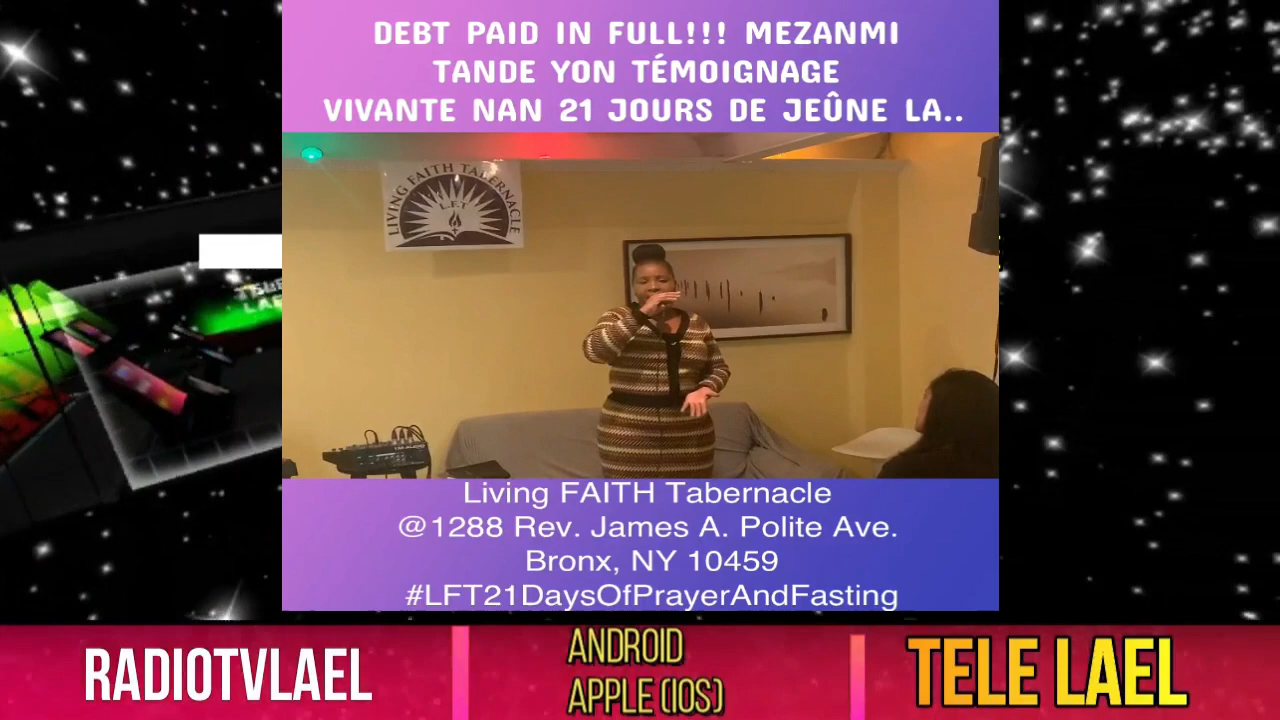 DEBT PAID IN FULL!!! MEZANMI
TANDE YON TÉMOIGNAGE
VIVANTE NAN 21 JOURS DE JEÛNE LA..
LIVING FAITH TABERNACLE
L.F.T
Living FAITH Tabernacle
@1288 Rev. James A. Polite Ave.
Bronx, NY 10459
#LFT21DaysOfPrayerAndFasting
RADIOTVLAEL
ANDROID
APPLE (IOS)
TELE LAEL